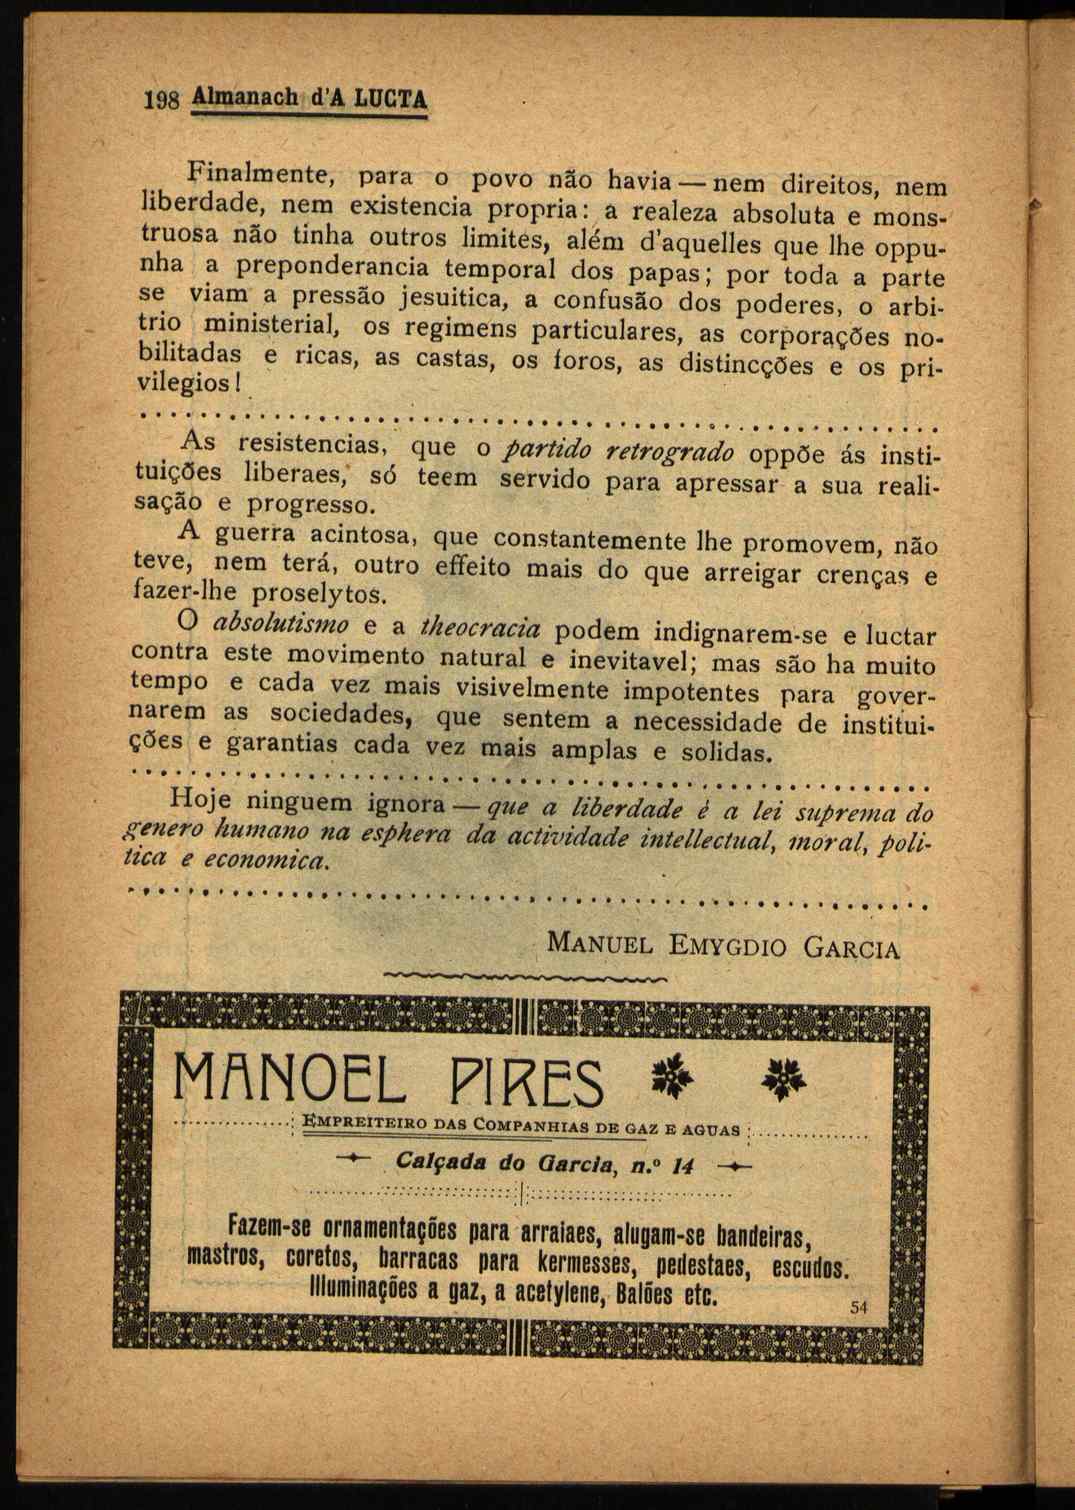 198 Almanach d'A LUCTA
Finalmente, para o povo não havia — nem direitos, nem
liberdade, nem existencia propria: a realeza absoluta e mons-
truosa não tinha outros limites, além d'aquelles que lhe oppu-
nha a preponderancia temporal dos papas; por toda a parte
se viam a pressão jesuitica, a confusão dos poderes, o arbi-
trio ministerial, os regimens particulares, as corporações no-
bilitadas e ricas, as castas, os foros, as distincções e os pri-
vilegios!
As resistencias, que o partido retrogrado oppõe ás insti-
tuições liberaes, só teem servido para apressar a sua reali-
sação e progresso.
A guerra acintosa, que constantemente lhe promovem, não
teve, nem terá, outro effeito mais do que arreigar crenças e
fazer-lhe proselytos.
O absolutismo e a theocracia podem indignarem-se e luctar
contra este movimento natural e inevitavel; mas são ha muito
tempo e cada vez mais visivelmente impotentes para gover-
narem as sociedades, que sentem a necessidade de institui-
ções e garantias cada vez mais amplas e solidas.
Hoje ninguem ignora — que a liberdade é a lei suprema do
genero humano na esphera da actividade intellectual, moral, poli-
tica e economica.
MANUEL EMYGDIO GARCIA
MANOEL PIRES
EMPREITEIRO DAS COMPANHIAS DE GAZ E AGUAS
Calçada do Garcia, n.º 14
Fazem-se ornamentações para arraiaes, alugam-se bandeiras,
mastros, coretos, barracas para kermesses, pedestaes, escudos.
Illuminações a gaz, a acetylene, Balões etc.
54